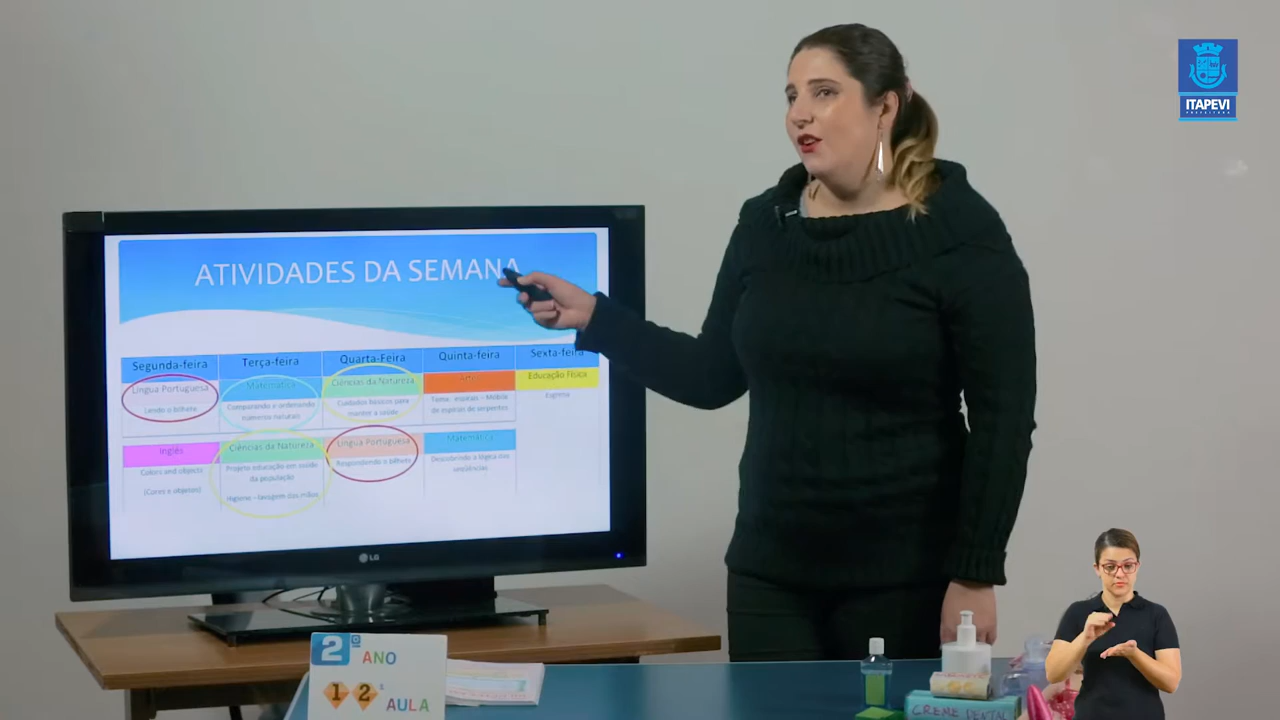 ITAPEVI
PREFEITURA
ATIVIDADES DA SEMANA
Segunda-feira Terça-feira Quarta-Feira Quinta-feira Sexta-feira
Língua Portuguesa Matemática Ciências da Natureza Arte Educação Física
Lendo o bilhete Comparando e ordenando Cuidados básicos para Tema - espirais – Móbile
números naturais manter a saúde de espirais de serpentes
Inglês Ciências da Natureza Língua Portuguesa Matemática
Colors and objects Projeto educação em saúde Respondendo o bilhete Descobrindo a lógica das
da população sequências
(Cores e objetos) Higiene – lavagem das mãos
LG
2º ANO
12ª AULA
CREME DENTAL